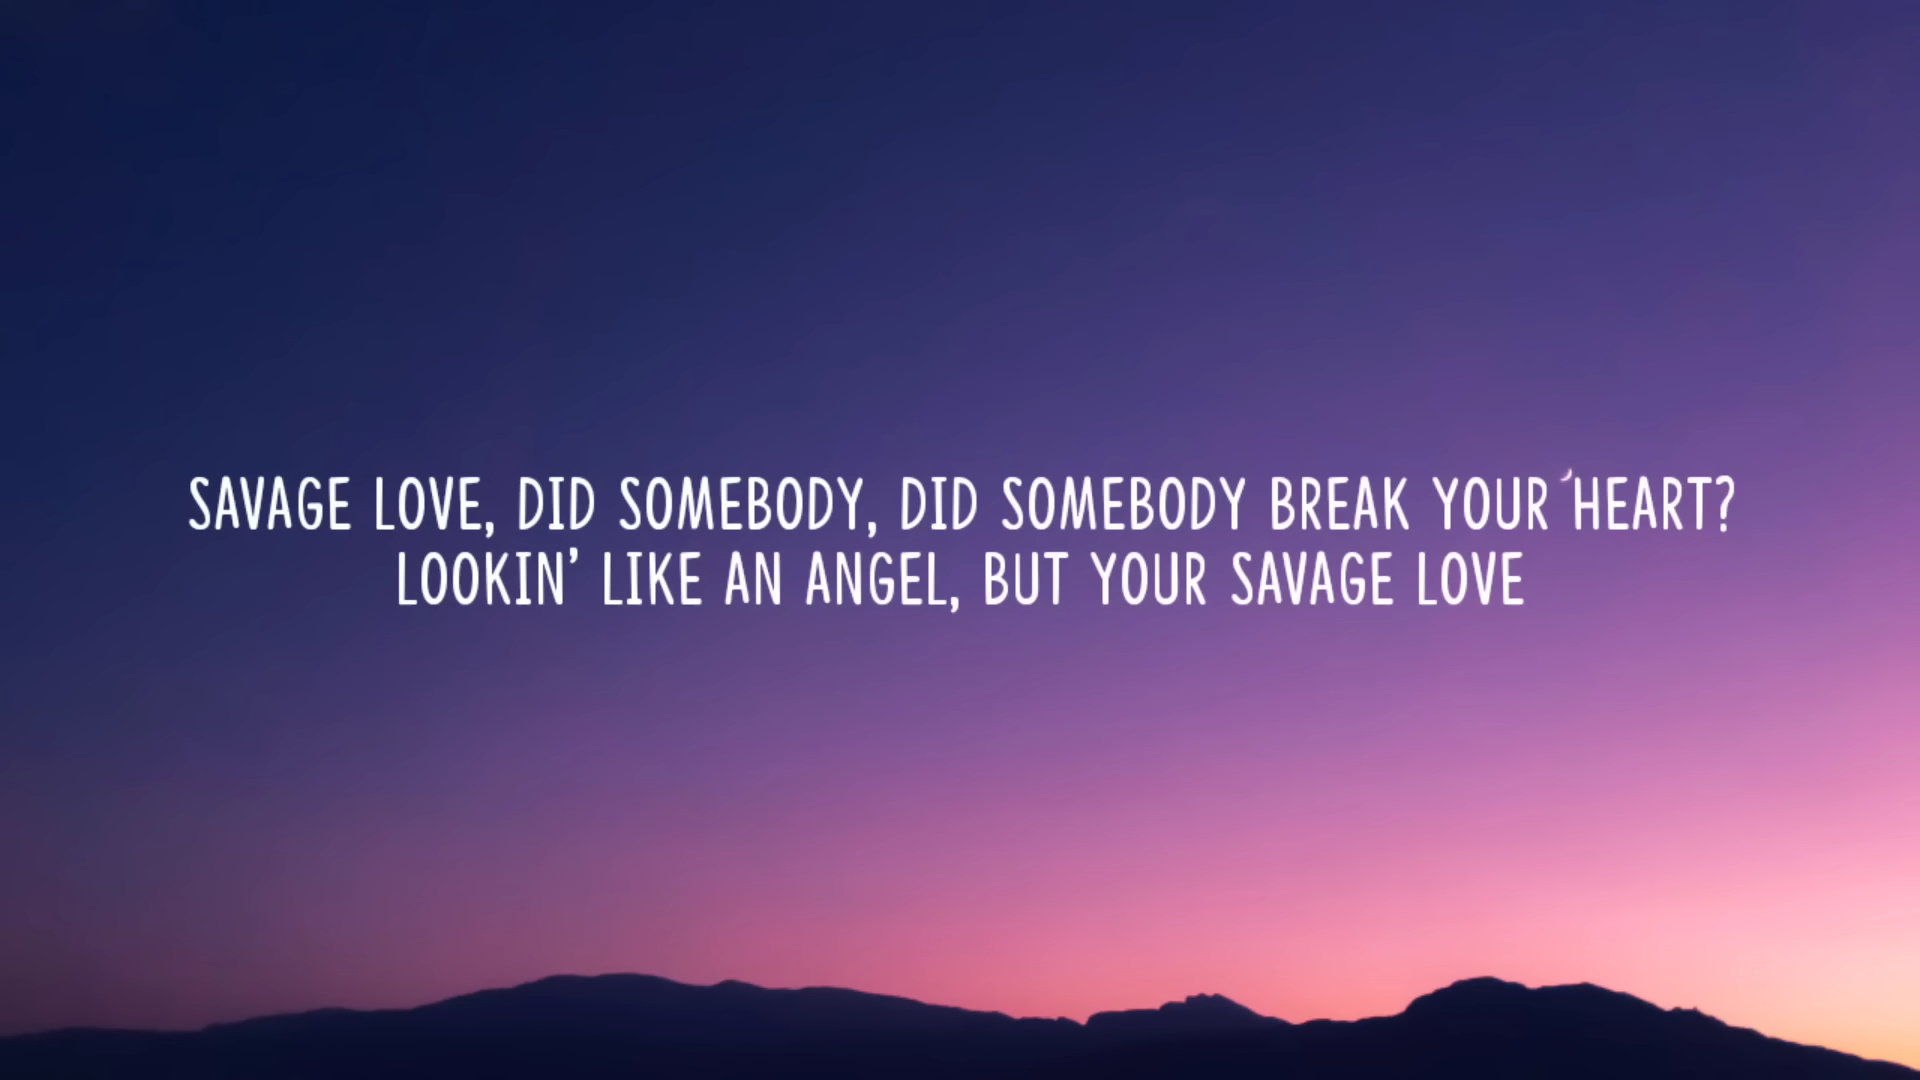 SAVAGE LOVE, DID SOMEBODY, DID SOMEBODY BREAK YOUR HEART?
LOOKIN’ LIKE AN ANGEL, BUT YOUR SAVAGE LOVE